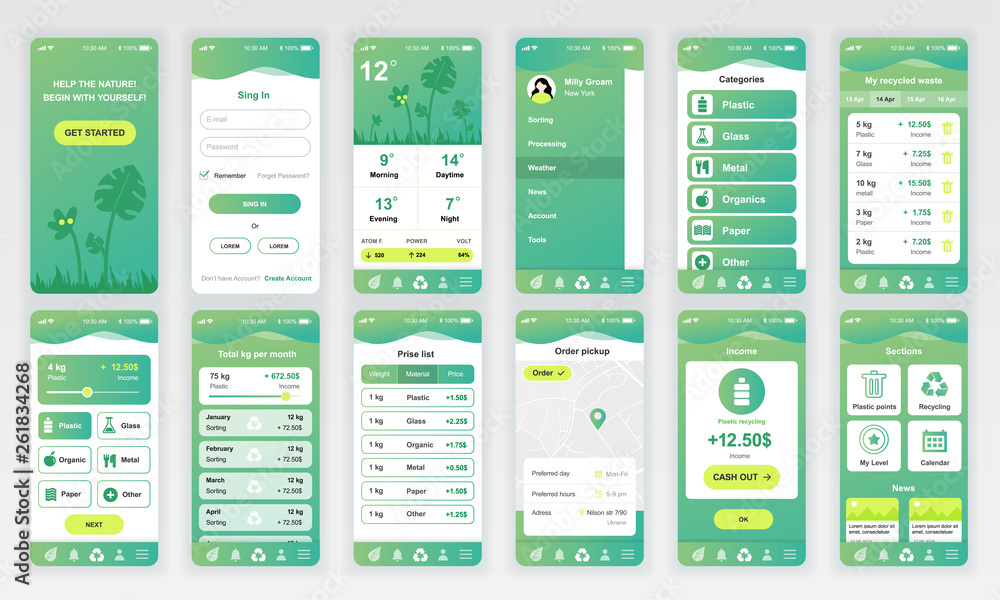 10:30 AM 100%
HELP THE NATURE!
BEGIN WITH YOURSELF!
GET STARTED
10:30 AM 100%
Sing In
E-mail
Password
Remember Forget Password?
SING IN
Or
LOREM LOREM
Don't have Account? Create Account
10:30 AM 100%
12°
9° 14°
Morning Daytime
13° 7°
Evening Night
ATOM F. POWER VOLT
↓ 520 ↑ 224 64%
10:30 AM 100%
Milly Groam
New York
Sorting
Processing
Weather
News
Account
Tools
10:30 AM 100%
Categories
Plastic
Glass
Metal
Organics
Paper
Other
10:30 AM 100%
My recycled waste
13 Apr 14 Apr 15 Apr 16 Apr
5 kg + 12.50$
Plastic Income
7 kg + 7.25$
Glass Income
10 kg + 15.50$
metall Income
3 kg + 1.75$
Paper Income
2 kg + 7.20$
Plastic Income
10:30 AM 100%
4 kg + 12.50$
Plastic Income
Plastic Glass
Organic Metal
Paper Other
NEXT
10:30 AM 100%
Total kg per month
75 kg + 672.50$
Plastic Income
January 12 kg
Sorting + 72.50$
February 12 kg
Sorting + 72.50$
March 12 kg
Sorting + 72.50$
April 12 kg
Sorting + 72.50$
10:30 AM 100%
Prise list
Weight Material Price
1 kg Plastic +1.50$
1 kg Glass +2.25$
1 kg Organic +1.75$
1 kg Metal +0.50$
1 kg Paper +1.50$
1 kg Other +1.25$
10:30 AM 100%
Order pickup
Order
Preferred day Mon-Fri
Preferred hours 5-9 pm
Adress Nilson str 7/90
Ukraine
10:30 AM 100%
Income
Plastic recycling
+12.50$
Income
CASH OUT →
OK
10:30 AM 100%
Sections
Plastic points Recycling
My Level Calendar
News
Lorem ipsum dolor sit Lorem ipsum dolor sit
consectetur, amet, consectetur,
Adobe Stock | #261834268
Adobe Stock